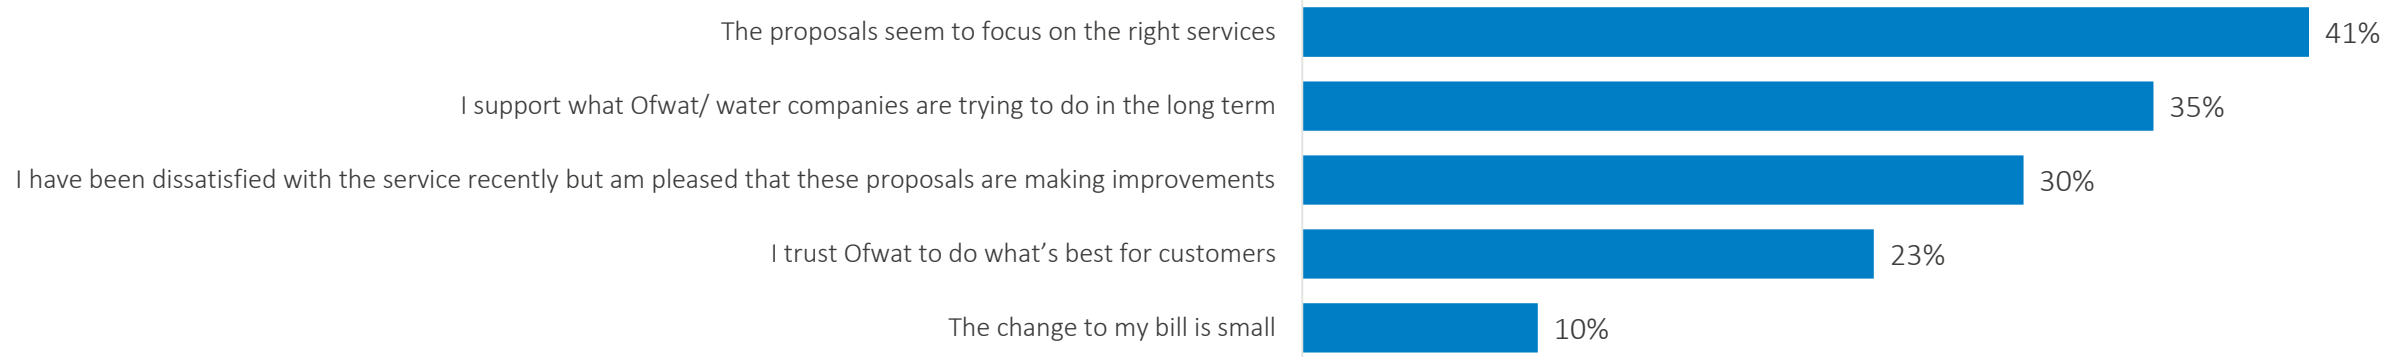 The proposals seem to focus on the right services 41%
I support what Ofwat/ water companies are trying to do in the long term 35%
I have been dissatisfied with the service recently but am pleased that these proposals are making improvements 30%
I trust Ofwat to do what’s best for customers 23%
The change to my bill is small 10%